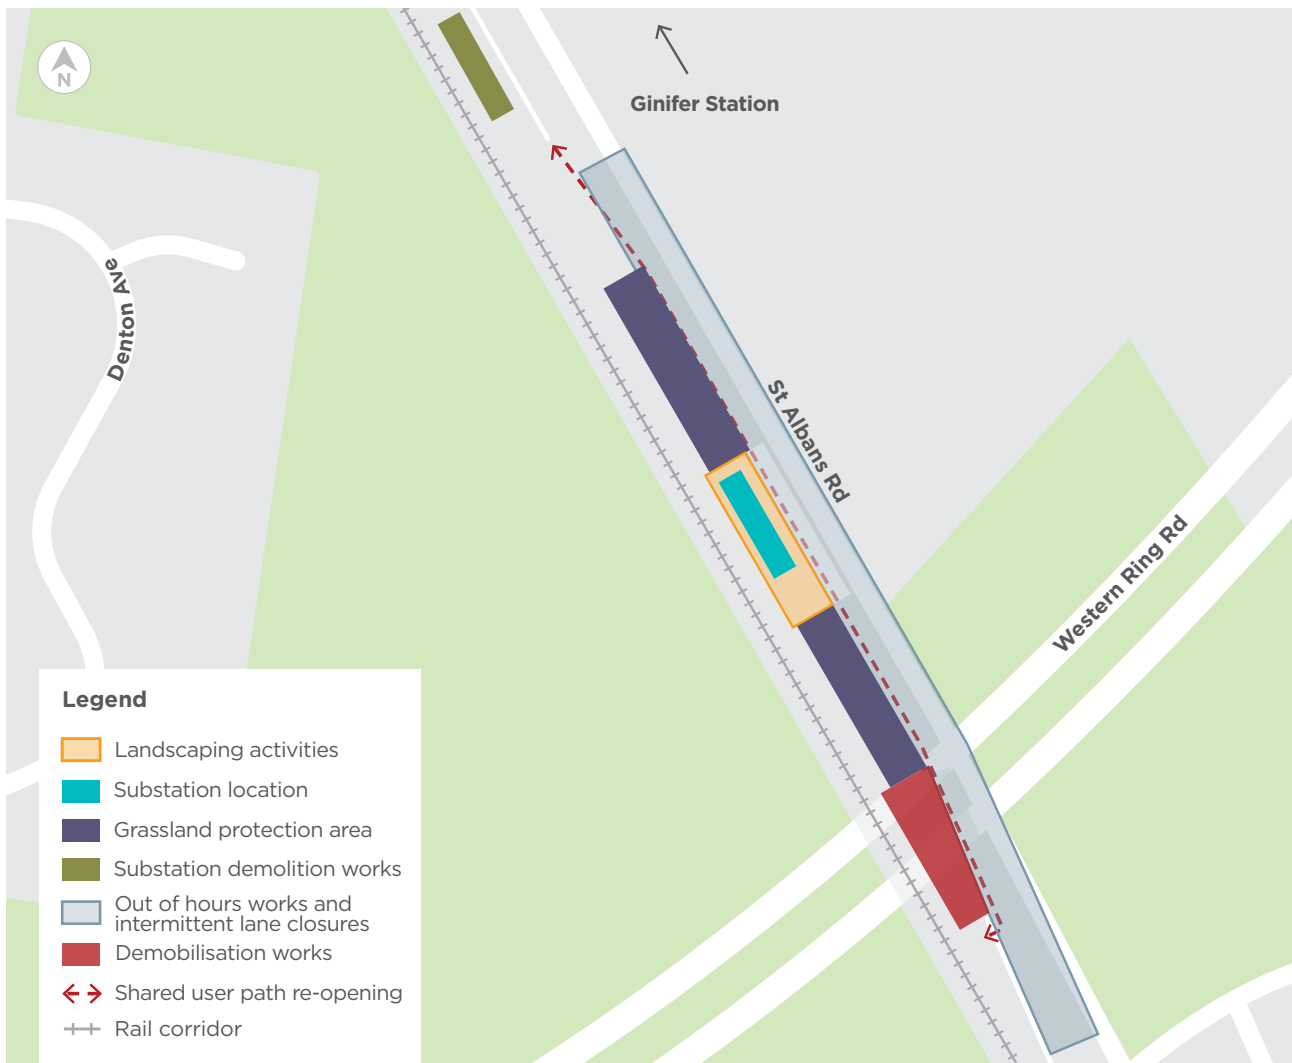 N
Ginifer Station
Denton Ave
St Albans Rd
Western Ring Rd
Legend
Landscaping activities
Substation location
Grassland protection area
Substation demolition works
Out of hours works and
intermittent lane closures
Demobilisation works
Shared user path re-opening
Rail corridor